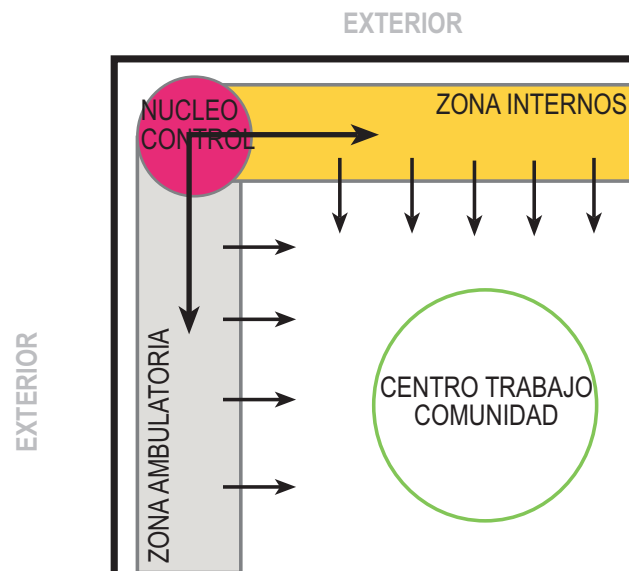 EXTERIOR
NUCLEO
CONTROL
ZONA INTERNOS
EXTERIOR
ZONA AMBULATORIA
CENTRO TRABAJO
COMUNIDAD